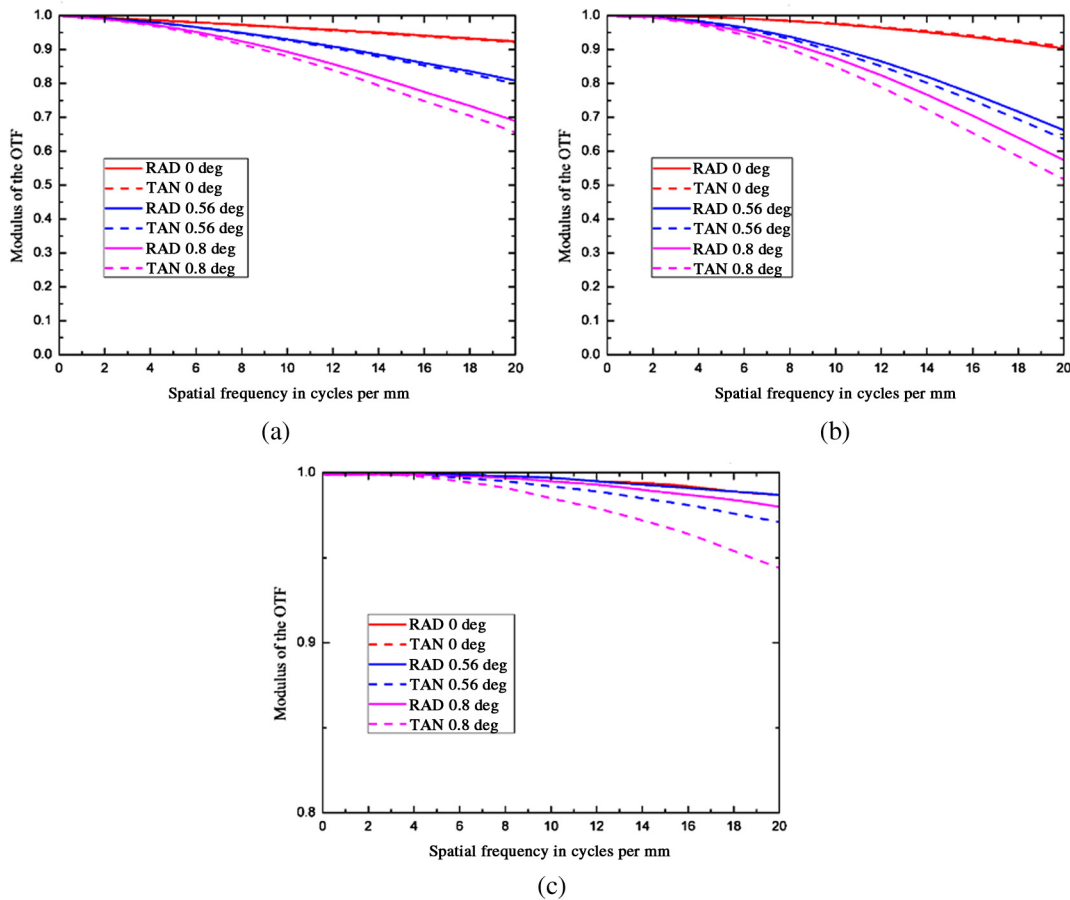 Modulus of the OTF
1.0
0.9
0.8
0.7
0.6
0.5
0.4
0.3
0.2
0.1
0.0
RAD 0 deg
TAN 0 deg
RAD 0.56 deg
TAN 0.56 deg
RAD 0.8 deg
TAN 0.8 deg
0 2 4 6 8 10 12 14 16 18 20
Spatial frequency in cycles per mm
(a)
Modulus of the OTF
1.0
0.9
0.8
0.7
0.6
0.5
0.4
0.3
0.2
0.1
0.0
RAD 0 deg
TAN 0 deg
RAD 0.56 deg
TAN 0.56 deg
RAD 0.8 deg
TAN 0.8 deg
0 2 4 6 8 10 12 14 16 18 20
Spatial frequency in cycles per mm
(b)
Modulus of the OTF
1.0
0.9
0.8
RAD 0 deg
TAN 0 deg
RAD 0.56 deg
TAN 0.56 deg
RAD 0.8 deg
TAN 0.8 deg
0 2 4 6 8 10 12 14 16 18 20
Spatial frequency in cycles per mm
(c)